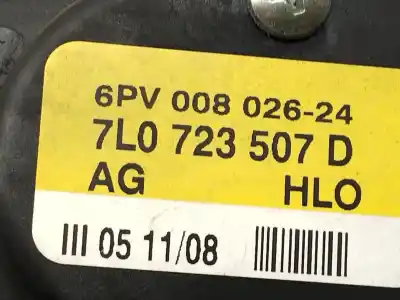 6PV 008 026-24
7L0 723 507 D
AG HLO
III 05 11/08